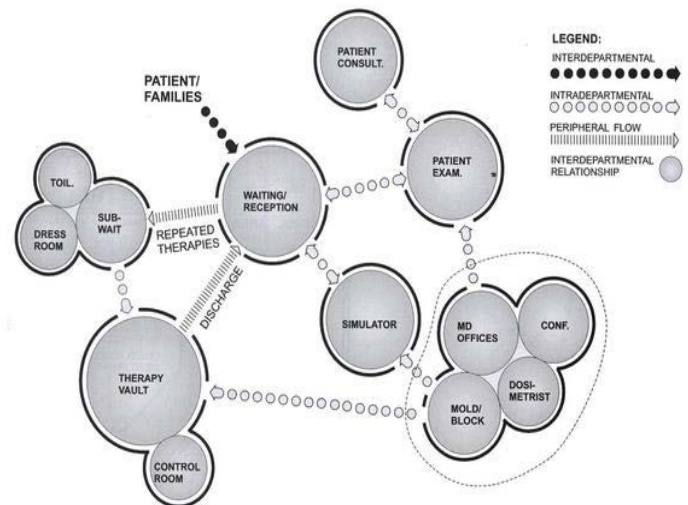 PATIENT
CONSULT.
LEGEND:
INTERDEPARTMENTAL
INTRADEPARTMENTAL
PERIPHERAL FLOW
INTERDEPARTMENTAL
RELATIONSHIP
PATIENT/
FAMILIES
PATIENT
EXAM.
WAITING/
RECEPTION
TOIL.
SUB-
WAIT
DRESS
ROOM
REPEATED
THERAPIES
DISCHARGE
SIMULATOR
MD
OFFICES
CONF.
THERAPY
VAULT
DOSI-
METRIST
MOLD/
BLOCK
CONTROL
ROOM